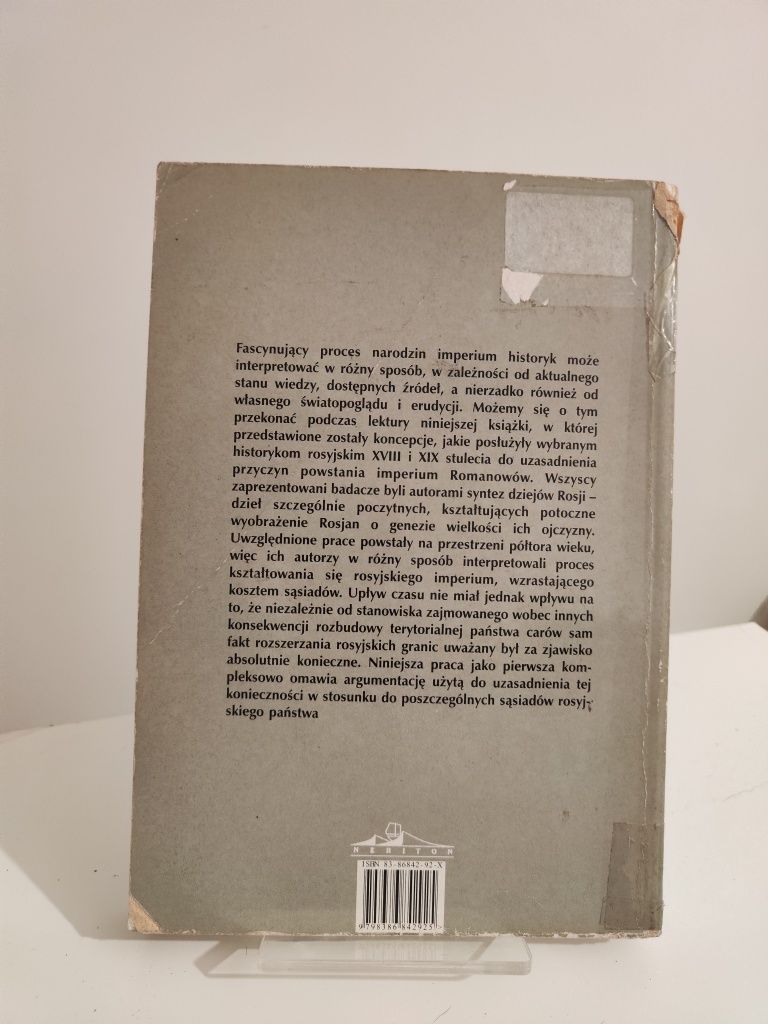 Fascynujący proces narodzin imperium historyk może
interpretować w różny sposób, w zależności od aktualnego
stanu wiedzy, dostępnych źródeł, a nierzadko również od
własnego światopoglądu i erudycji. Możemy się o tym
przekonać podczas lektury niniejszej książki, w której
przedstawione zostały koncepcje, jakie posłużyły wybranym
historykom rosyjskim XVIII i XIX stulecia do uzasadnienia
przyczyn powstania imperium Romanowów. Wszyscy
zaprezentowani badacze byli autorami syntez dziejów Rosji –
dzieł szczególnie poczytnych, kształtujących potoczne
wyobrażenie Rosjan o genezie wielkości ich ojczyzny.
Uwzględnione prace powstały na przestrzeni półtora wieku,
więc ich autorzy w różny sposób interpretowali proces
kształtowania się rosyjskiego imperium, wzrastającego
kosztem sąsiadów. Upływ czasu nie miał jednak wpływu na
to, że niezależnie od stanowiska zajmowanego wobec innych
konsekwencji rozbudowy terytorialnej państwa carów sam
fakt rozszerzania rosyjskich granic uważany był za zjawisko
absolutnie konieczne. Niniejsza praca jako pierwsza kom-
pleksowo omawia argumentację użytą do uzasadnienia tej
konieczności w stosunku do poszczególnych sąsiadów rosyj-
skiego państwa
NERITON
ISBN 83-86842-92-X
9 798386 842925 >